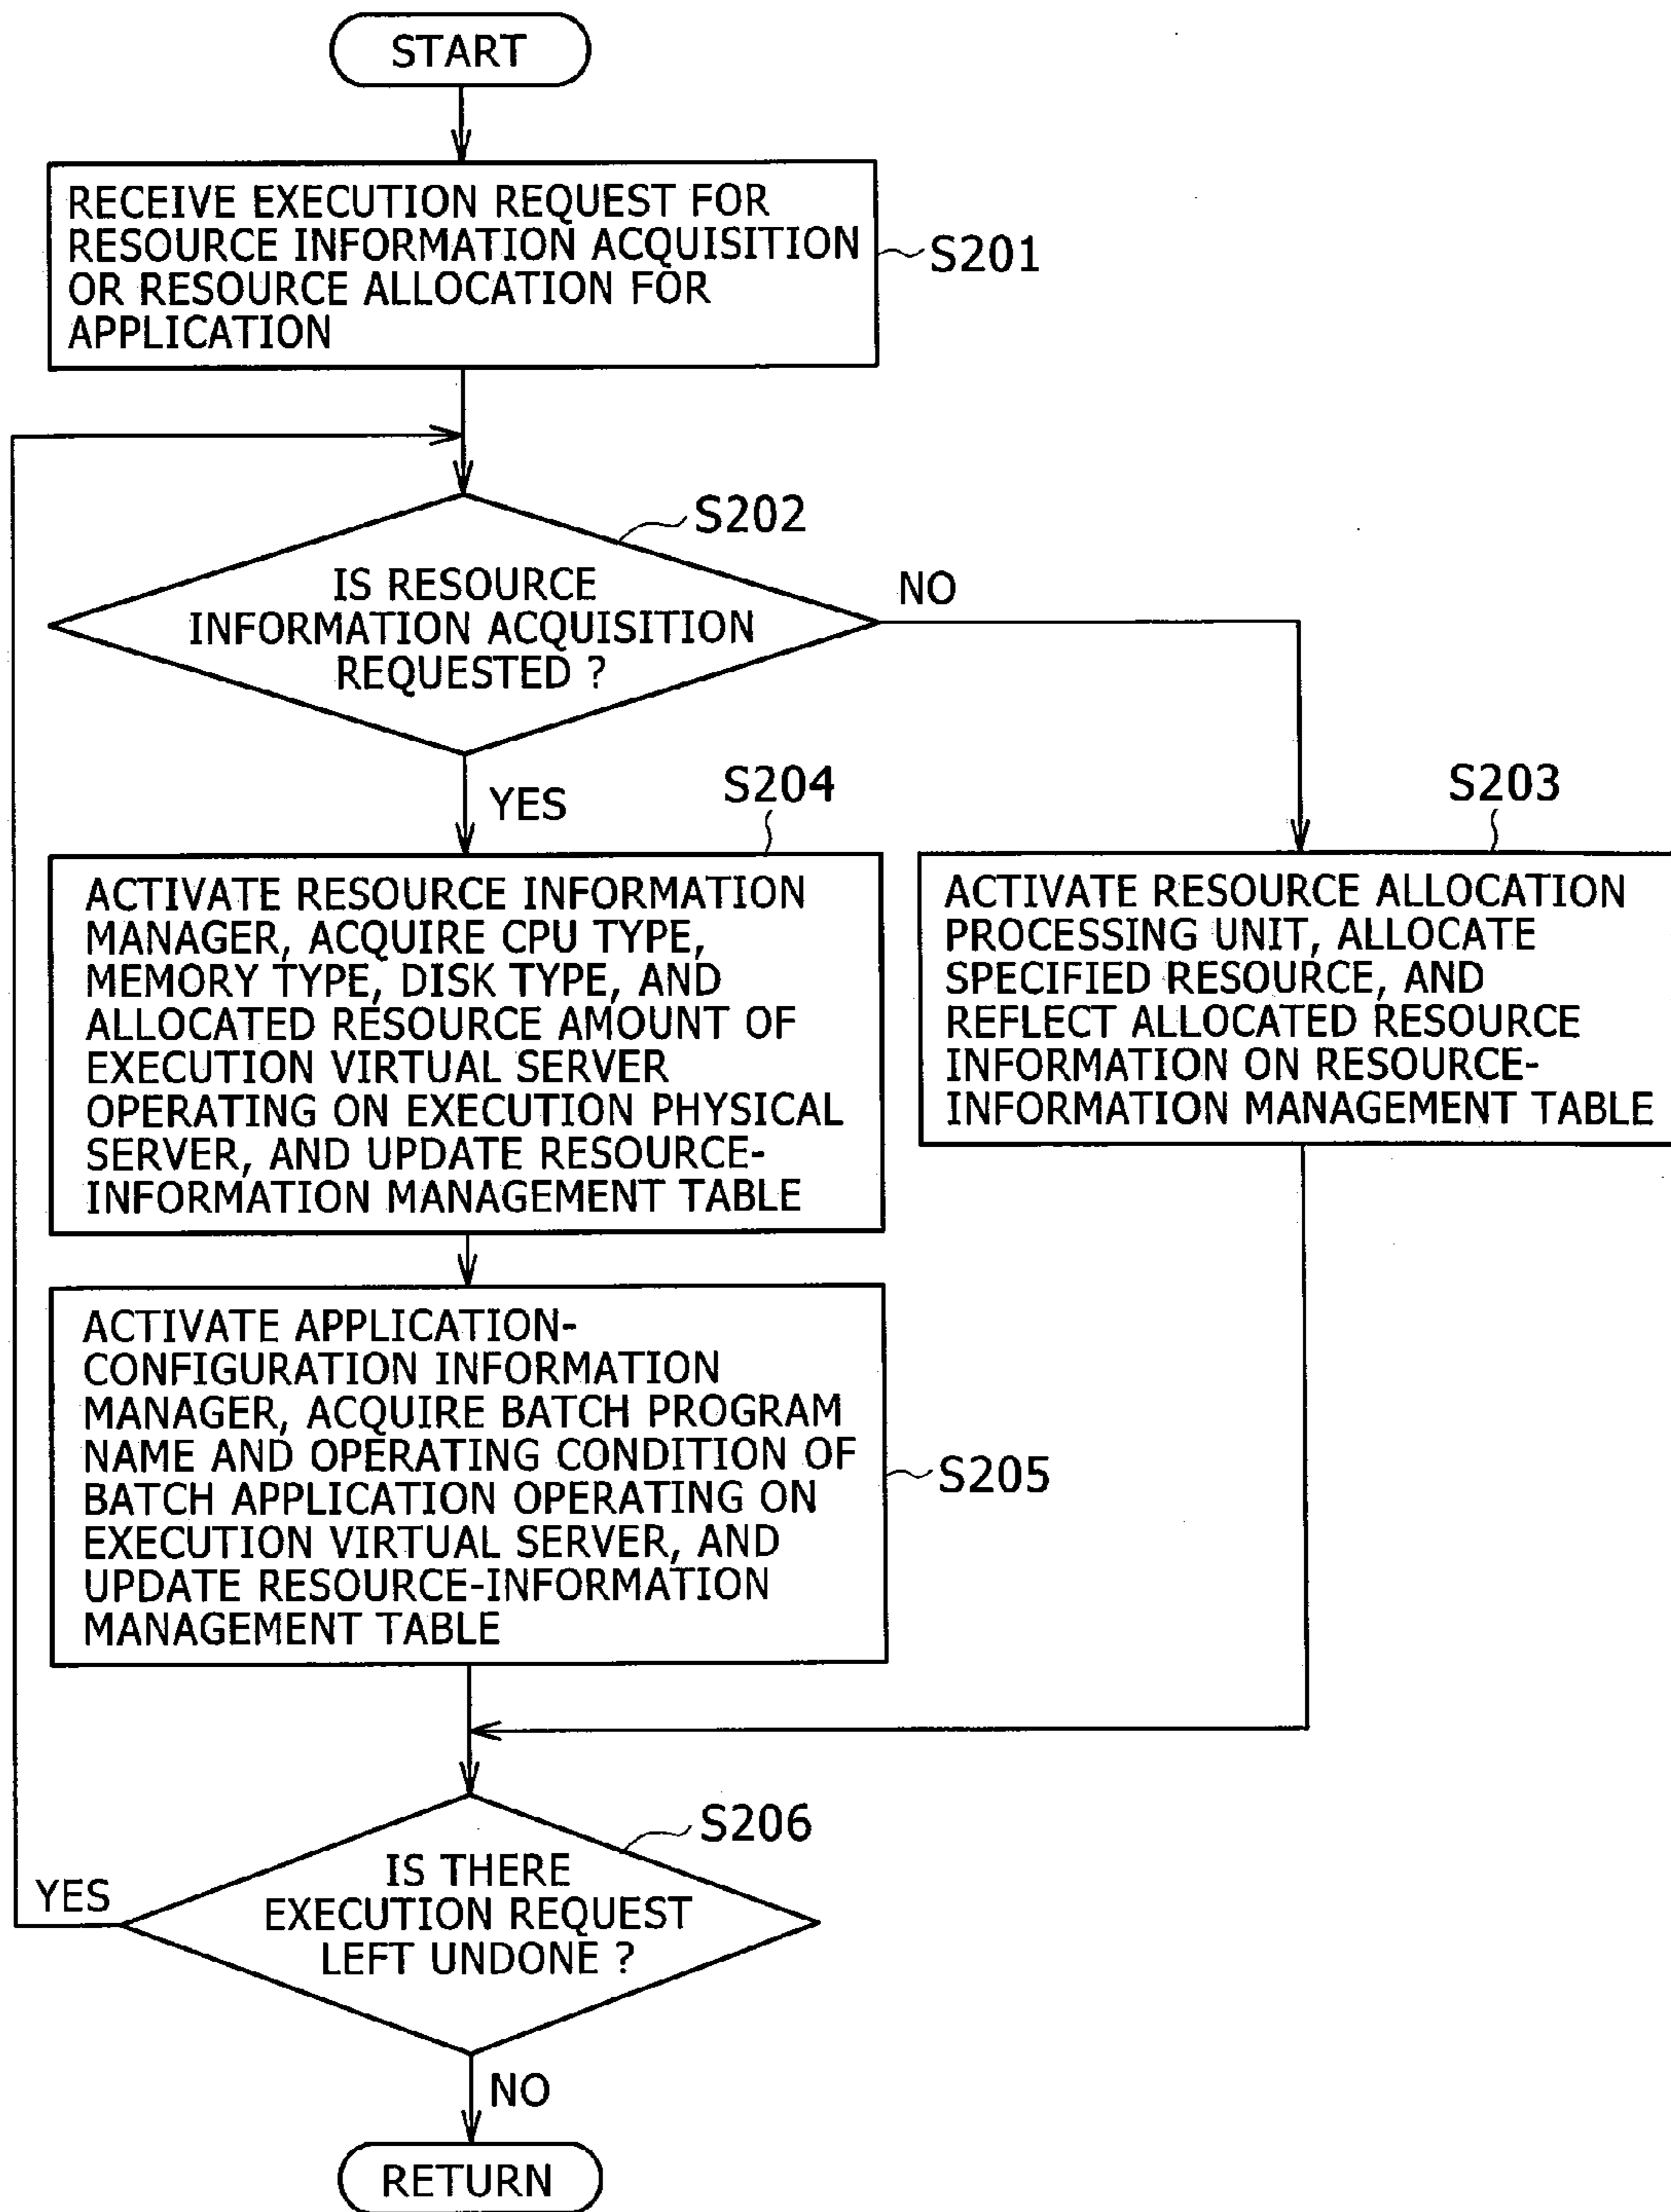 START
RECEIVE EXECUTION REQUEST FOR
RESOURCE INFORMATION ACQUISITION
OR RESOURCE ALLOCATION FOR
APPLICATION
S201
S202
IS RESOURCE
INFORMATION ACQUISITION
REQUESTED ?
NO
YES
S204
S203
ACTIVATE RESOURCE INFORMATION
MANAGER, ACQUIRE CPU TYPE,
MEMORY TYPE, DISK TYPE, AND
ALLOCATED RESOURCE AMOUNT OF
EXECUTION VIRTUAL SERVER
OPERATING ON EXECUTION PHYSICAL
SERVER, AND UPDATE RESOURCE-
INFORMATION MANAGEMENT TABLE
ACTIVATE RESOURCE ALLOCATION
PROCESSING UNIT, ALLOCATE
SPECIFIED RESOURCE, AND
REFLECT ALLOCATED RESOURCE
INFORMATION ON RESOURCE-
INFORMATION MANAGEMENT TABLE
ACTIVATE APPLICATION-
CONFIGURATION INFORMATION
MANAGER, ACQUIRE BATCH PROGRAM
NAME AND OPERATING CONDITION OF
BATCH APPLICATION OPERATING ON
EXECUTION VIRTUAL SERVER, AND
UPDATE RESOURCE-INFORMATION
MANAGEMENT TABLE
S205
S206
IS THERE
EXECUTION REQUEST
LEFT UNDONE ?
YES
NO
RETURN